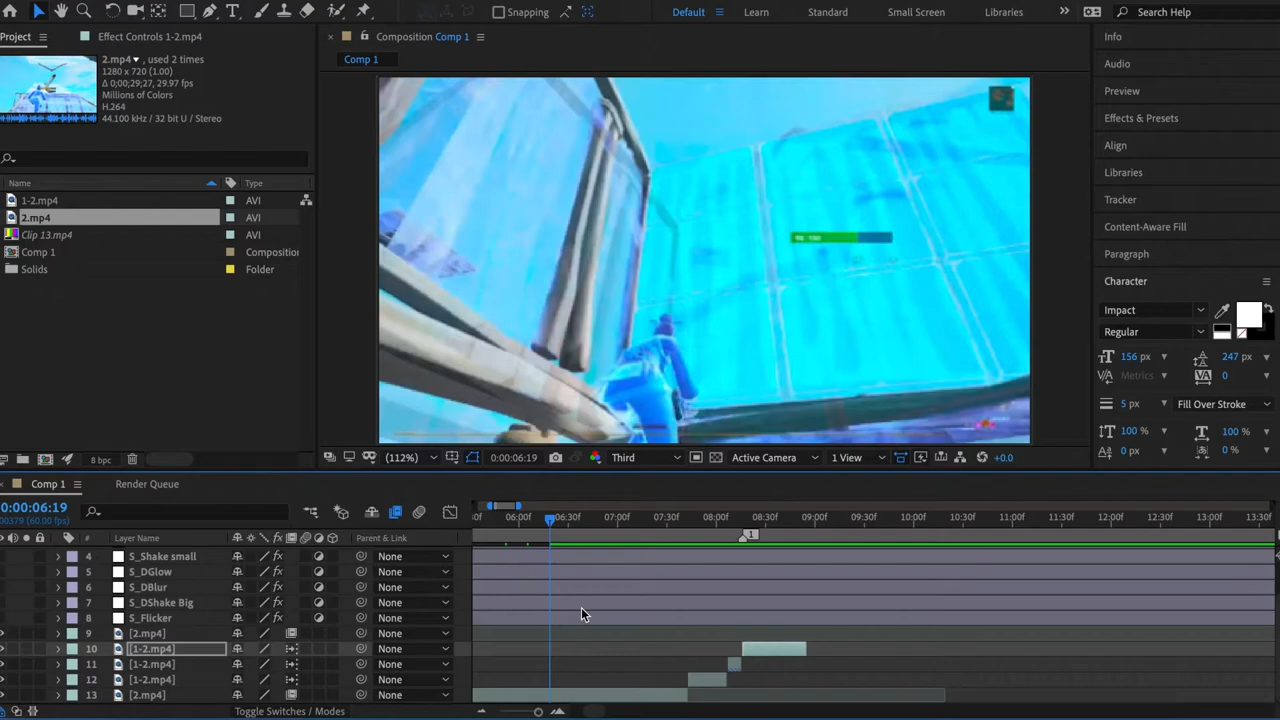 Snapping
Default
Learn
Standard
Small Screen
Libraries
Search Help
Project
Effect Controls 1-2.mp4
Composition Comp 1
Comp 1
2.mp4 , used 2 times
1280 x 720 (1.00)
Δ 0;00;29;27, 29.97 fps
Millions of Colors
H.264
44.100 kHz / 32 bit U / Stereo
Name
Type
1-2.mp4
AVI
2.mp4
AVI
Clip 13.mp4
AVI
Comp 1
Compositio
Solids
Folder
8 bpc
(112%)
0:00:06:19
Third
Active Camera
1 View
+0.0
Info
Audio
Preview
Effects & Presets
Align
Libraries
Tracker
Content-Aware Fill
Paragraph
Character
Impact
Regular
156 px
247 px
Metrics
0
5 px
Fill Over Stroke
100 %
100 %
0 px
0 %
Comp 1
Render Queue
0:00:06:19
00379 (60.00 fps)
06:00f
06:30f
07:00f
07:30f
08:00f
08:30f
09:00f
09:30f
10:00f
10:30f
11:00f
11:30f
12:00f
12:30f
13:00f
13:30f
#
Layer Name
Parent & Link
1
4 S_Shake small None
5 S_DGlow None
6 S_DBlur None
7 S_DShake Big None
8 S_Flicker None
9 [2.mp4] None
10 [1-2.mp4] None
11 [1-2.mp4] None
12 [1-2.mp4] None
13 [2.mp4] None
Toggle Switches / Modes